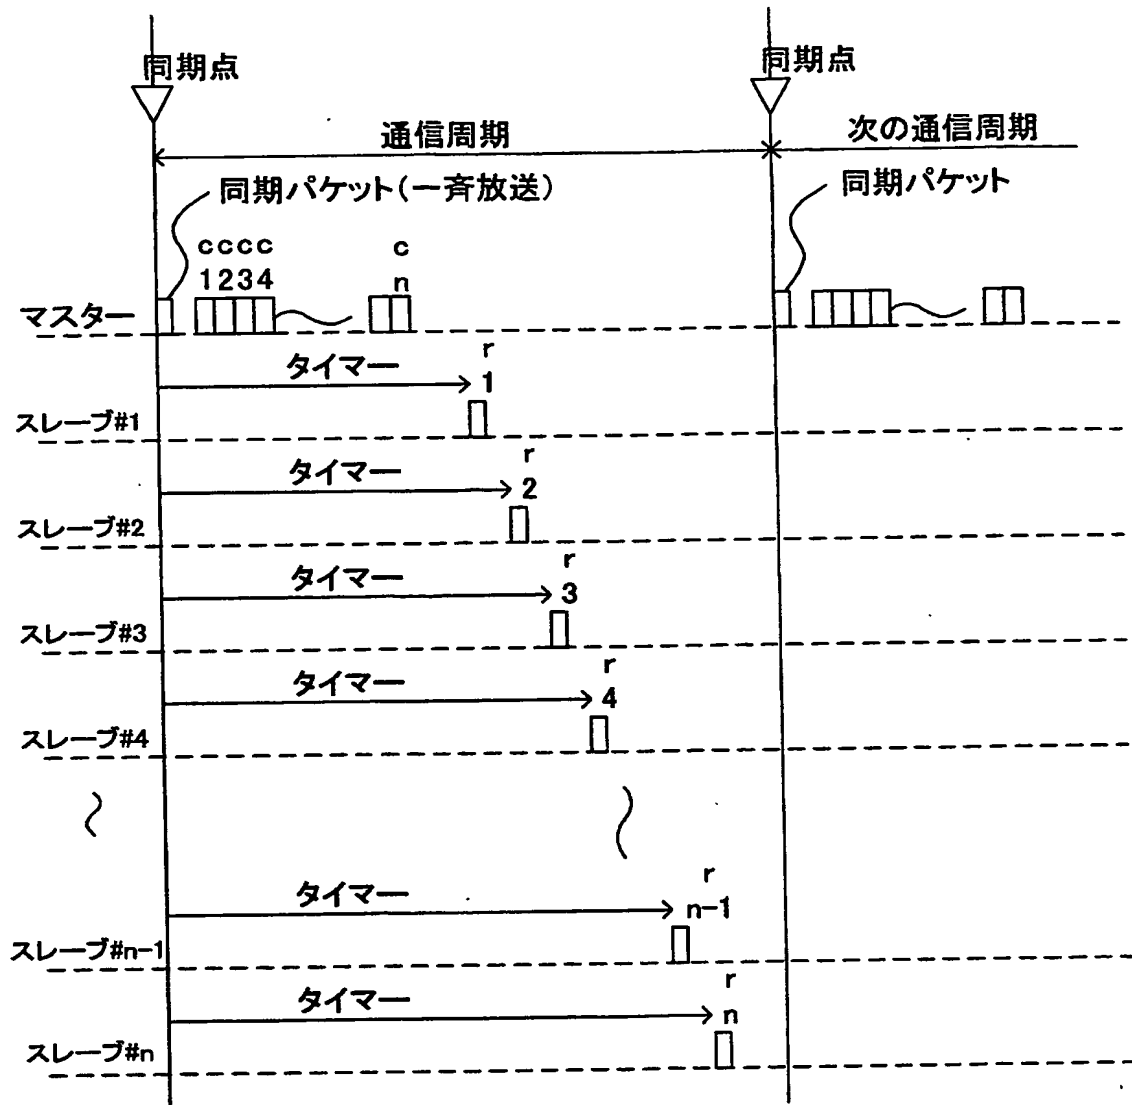 同期点
同期点
通信周期
次の通信周期
同期パケット(一斉放送)
同期パケット
cccc
1234
c
n
マスター
タイマー
r
1
スレーブ#1
タイマー
r
2
スレーブ#2
タイマー
r
3
スレーブ#3
タイマー
r
4
スレーブ#4
タイマー
r
n-1
スレーブ#n-1
タイマー
r
n
スレーブ#n